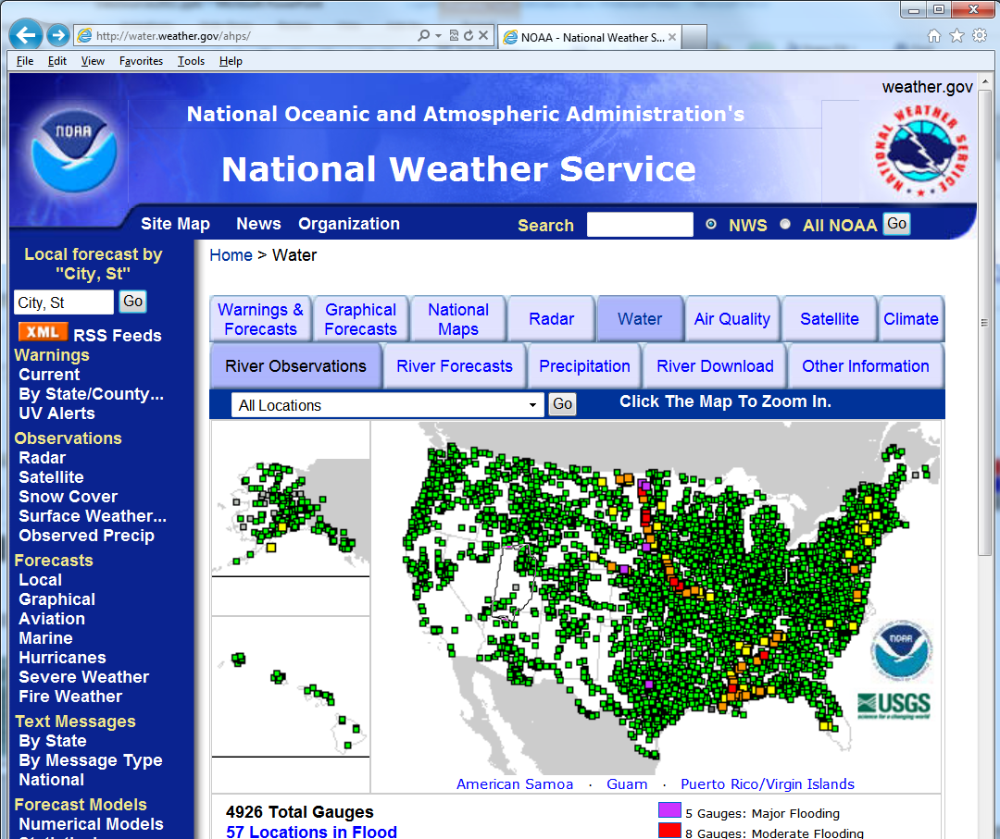 http://water.weather.gov/ahps/
NOAA - National Weather S...
File Edit View Favorites Tools Help
weather.gov
NOAA
National Oceanic and Atmospheric Administration's
National Weather Service
NATIONAL WEATHER SERVICE
Site Map News Organization Search NWS All NOAA Go
Local forecast by
"City, St"
City, St Go
XML RSS Feeds
Warnings
Current
By State/County...
UV Alerts
Observations
Radar
Satellite
Snow Cover
Surface Weather...
Observed Precip
Forecasts
Local
Graphical
Aviation
Marine
Hurricanes
Severe Weather
Fire Weather
Text Messages
By State
By Message Type
National
Forecast Models
Numerical Models
Home > Water
Warnings & Forecasts
Graphical Forecasts
National Maps
Radar
Water
Air Quality
Satellite
Climate
River Observations
River Forecasts
Precipitation
River Download
Other Information
All Locations Go Click The Map To Zoom In.
NOAA
USGS
science for a changing world
American Samoa · Guam · Puerto Rico/Virgin Islands
4926 Total Gauges
57 Locations in Flood
5 Gauges: Major Flooding
8 Gauges: Moderate Flooding